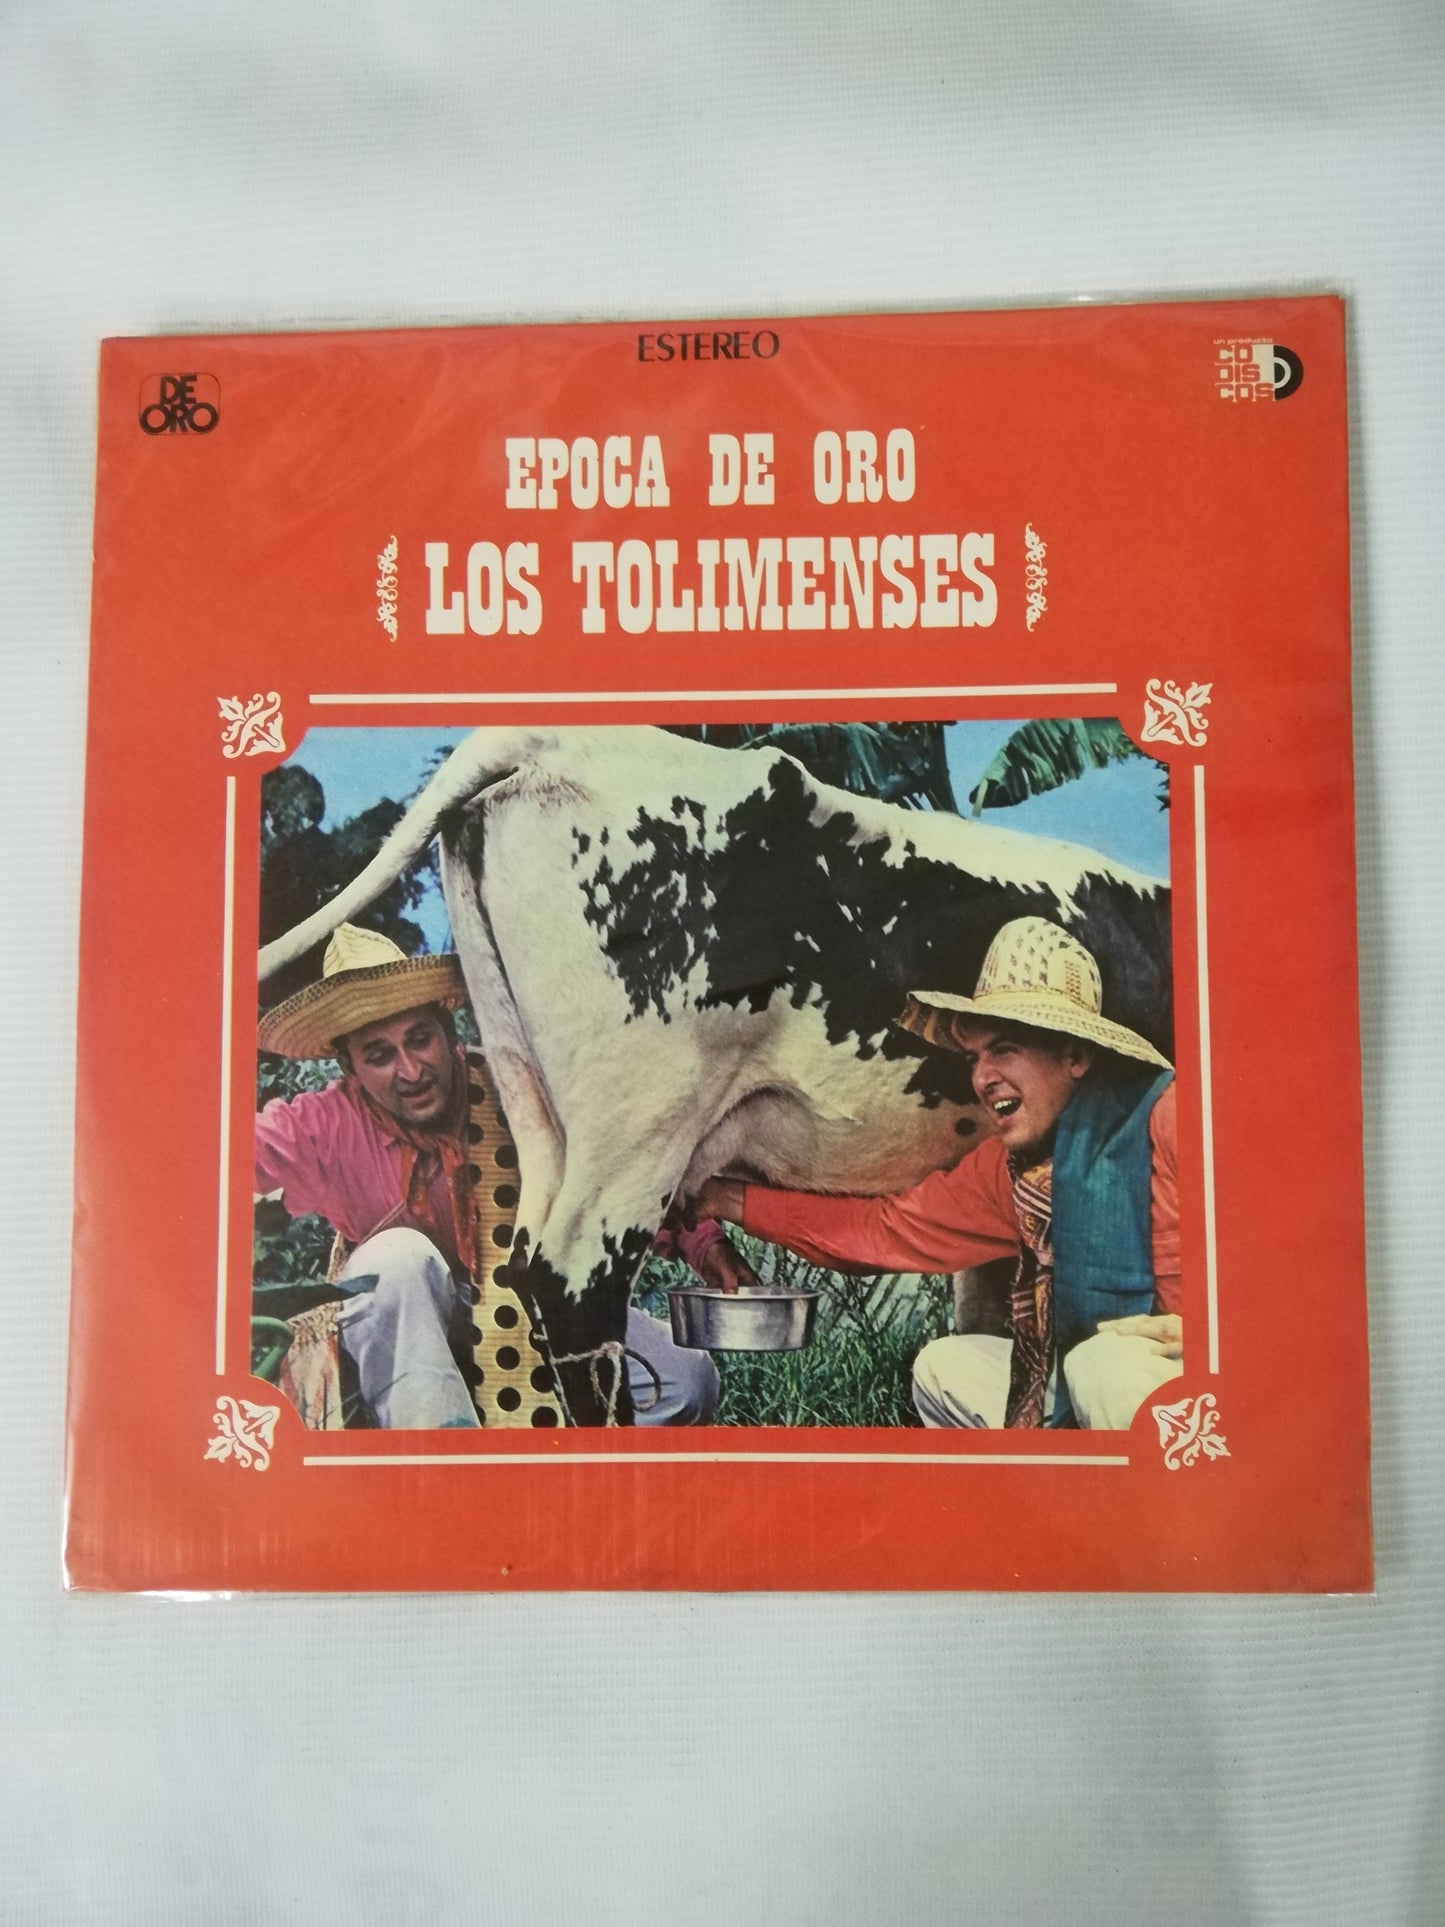 ESTEREO
DE
ORO
un producto
CO
DIS
COS
EPOCA DE ORO
LOS TOLIMENSES